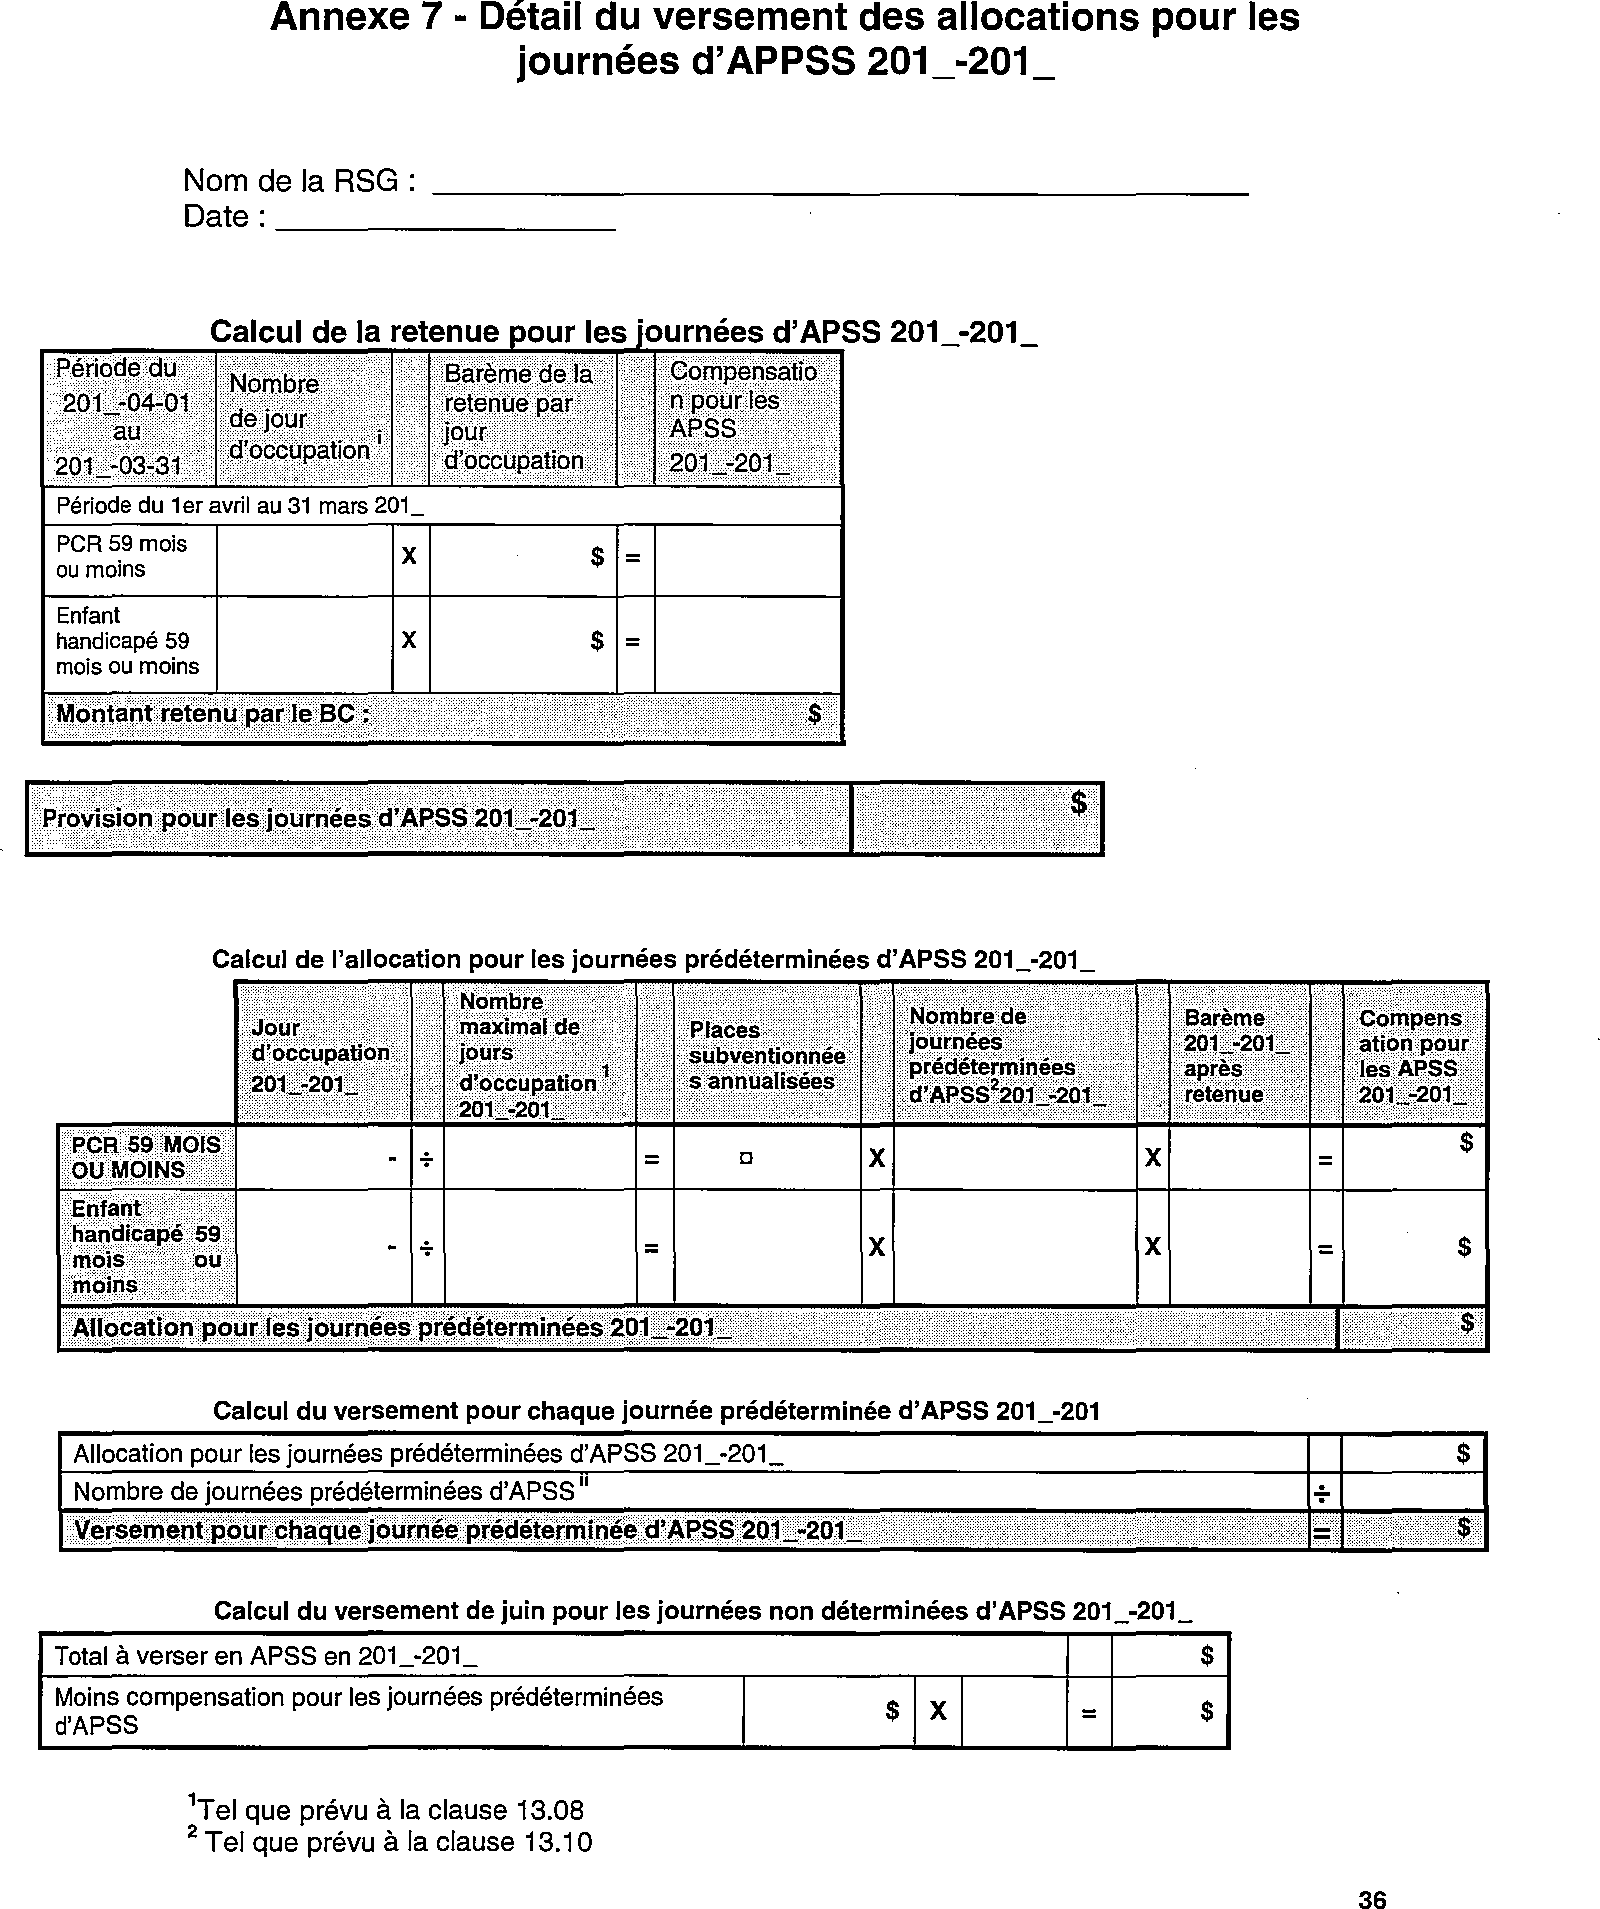 Annexe 7 - Détail du versement des allocations pour les
journées d'APPSS 201_-201_
Nom de la RSG : ___
Date : ___
Calcul de la retenue pour les journées d'APSS 201_-201_
Période du
201_-04-01
au
201_-03-31
Nombre
de jour
d'occupation i
Barème de la
retenue par
jour
d'occupation
Compensatio
n pour les
APSS
201_-201_
Période du 1er avril au 31 mars 201_
PCR 59 mois
ou moins
X $ =
Enfant
handicapé 59
mois ou moins
X $ =
Montant retenu par le BC : $
Provision pour les journées d'APSS 201_-201_ $
Calcul de l'allocation pour les journées prédéterminées d'APSS 201_-201_
Jour
d'occupation
201_-201_
Nombre
maximal de
jours
d'occupation 1
201_-201_
Places
subventionnée
s annualisées
Nombre de
journées
prédéterminées
d'APSS2201_-201_
Barème
201_-201_
après
retenue
Compens
ation pour
les APSS
201_-201_
PCR 59 MOIS
OU MOINS
- ÷ = ¤ X X = $
Enfant
handicapé 59
mois ou
moins
- ÷ = X X = $
Allocation pour les journées prédéterminées 201_-201_ $
Calcul du versement pour chaque journée prédéterminée d'APSS 201_-201
Allocation pour les journées prédéterminées d'APSS 201_-201_ $
Nombre de journées prédéterminées d'APSS ii ÷
Versement pour chaque journée prédéterminée d'APSS 201_-201_ = $
Calcul du versement de juin pour les journées non déterminées d'APSS 201_-201_
Total à verser en APSS en 201_-201_ $
Moins compensation pour les journées prédéterminées
d'APSS
$ X = $
1Tel que prévu à la clause 13.08
2 Tel que prévu à la clause 13.10
36